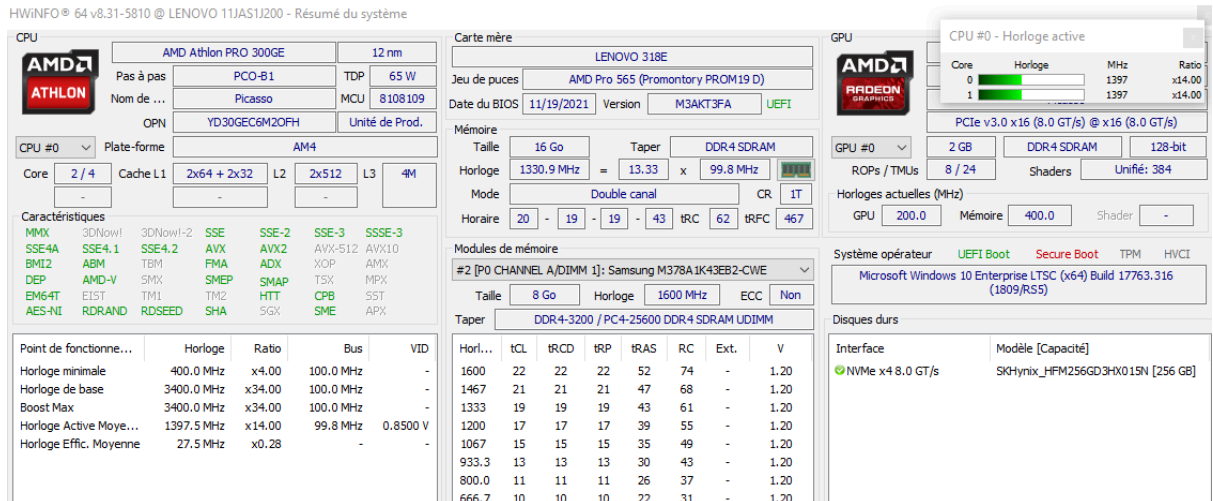 HWiNFO® 64 v8.31-5810 @ LENOVO 11JAS1J200 - Résumé du système
CPU
AMD
ATHLON
AMD Athlon PRO 300GE 12 nm
Pas à pas PCO-B1 TDP 65 W
Nom de ... Picasso MCU 8108109
OPN YD30GEC6M2OFH Unité de Prod.
CPU #0 Plate-forme AM4
Core 2 / 4 Cache L1 2x64 + 2x32 L2 2x512 L3 4M
- - -
Caractéristiques
MMX 3DNow! 3DNow!-2 SSE SSE-2 SSE-3 SSSE-3
SSE4A SSE4.1 SSE4.2 AVX AVX2 AVX-512 AVX10
BMI2 ABM TBM FMA ADX XOP AMX
DEP AMD-V SMX SMEP SMAP TSX MPX
EM64T EIST TM1 TM2 HTT CPB SST
AES-NI RDRAND RDSEED SHA SGX SME APX
Point de fonctionne... Horloge Ratio Bus VID
Horloge minimale 400.0 MHz x4.00 100.0 MHz -
Horloge de base 3400.0 MHz x34.00 100.0 MHz -
Boost Max 3400.0 MHz x34.00 100.0 MHz -
Horloge Active Moye... 1397.5 MHz x14.00 99.8 MHz 0.8500 V
Horloge Effic. Moyenne 27.5 MHz x0.28 - -
Carte mère
LENOVO 318E
Jeu de puces AMD Pro 565 (Promontory PROM19 D)
Date du BIOS 11/19/2021 Version M3AKT3FA UEFI
Mémoire
Taille 16 Go Taper DDR4 SDRAM
Horloge 1330.9 MHz = 13.33 x 99.8 MHz
Mode Double canal CR 1T
Horaire 20 - 19 - 19 - 43 tRC 62 tRFC 467
Modules de mémoire
#2 [P0 CHANNEL A/DIMM 1]: Samsung M378A1K43EB2-CWE
Taille 8 Go Horloge 1600 MHz ECC Non
Taper DDR4-3200 / PC4-25600 DDR4 SDRAM UDIMM
Horl... tCL tRCD tRP tRAS RC Ext. V
1600 22 22 22 52 74 - 1.20
1467 21 21 21 47 68 - 1.20
1333 19 19 19 43 61 - 1.20
1200 17 17 17 39 55 - 1.20
1067 15 15 15 35 49 - 1.20
933.3 13 13 13 30 43 - 1.20
800.0 11 11 11 26 37 - 1.20
666.7 10 10 10 22 31 - 1.20
GPU
AMD
RADEON
GRAPHICS
CPU #0 - Horloge active
Core Horloge MHz Ratio
0 1397 x14.00
1 1397 x14.00
PCIe v3.0 x16 (8.0 GT/s) @ x16 (8.0 GT/s)
GPU #0 2 GB DDR4 SDRAM 128-bit
ROPs / TMUs 8 / 24 Shaders Unifié: 384
Horloges actuelles (MHz)
GPU 200.0 Mémoire 400.0 Shader -
Système opérateur UEFI Boot Secure Boot TPM HVCI
Microsoft Windows 10 Enterprise LTSC (x64) Build 17763.316
(1809/RS5)
Disques durs
Interface Modèle [Capacité]
NVMe x4 8.0 GT/s SKHynix_HFM256GD3HX015N [256 GB]